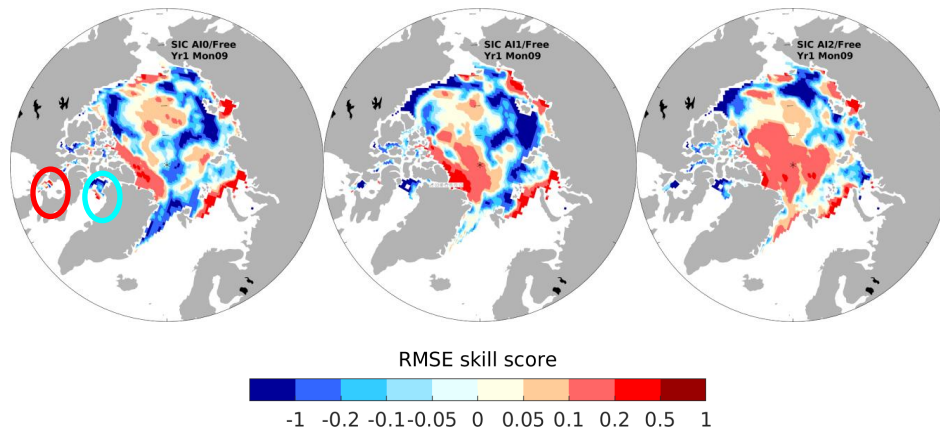 SIC AI0/Free
Yr1 Mon09
SIC AI1/Free
Yr1 Mon09
SIC AI2/Free
Yr1 Mon09
RMSE skill score
-1 -0.2 -0.1 -0.05 0 0.05 0.1 0.2 0.5 1